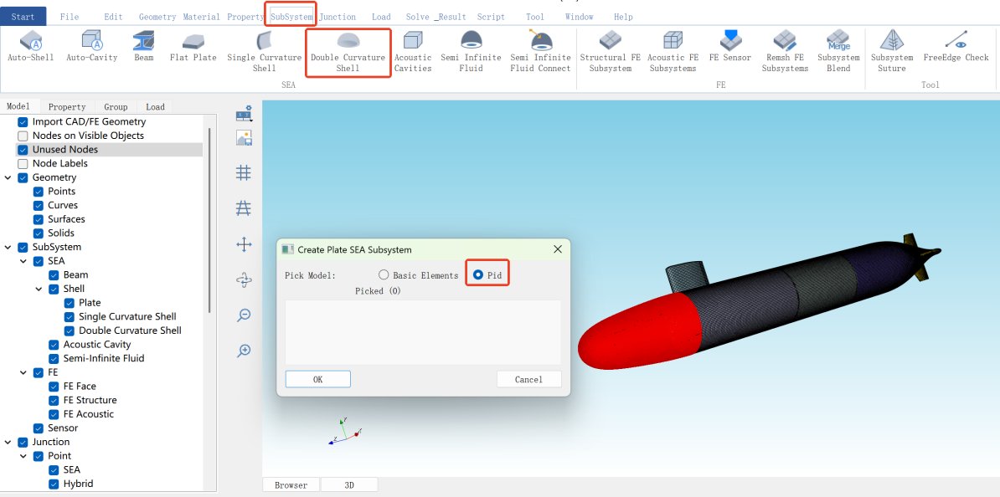 Start File Edit Geometry Material Property SubSystem Junction Load Solve _Result Script Tool Window Help
Auto-Shell Auto-Cavity Beam Flat Plate Single Curvature Shell Double Curvature Shell Acoustic Cavities Semi Infinite Fluid Semi Infinite Fluid Connect Structural FE Subsystem Acoustic FE Subsystems FE Sensor Remsh FE Subsystems Merge Subsystem Blend Subsystem Suture FreeEdge Check
SEA FE Tool
Model Property Group Load
Import CAD/FE Geometry
Nodes on Visible Objects
Unused Nodes
Node Labels
Geometry
Points
Curves
Surfaces
Solids
SubSystem
SEA
Beam
Shell
Plate
Single Curvature Shell
Double Curvature Shell
Acoustic Cavity
Semi-Infinite Fluid
FE
FE Face
FE Structure
FE Acoustic
Sensor
Junction
Point
SEA
Hybrid
Create Plate SEA Subsystem
Pick Model: Basic Elements Pid
Picked (0)
OK Cancel
Y
X
Z
Browser 3D